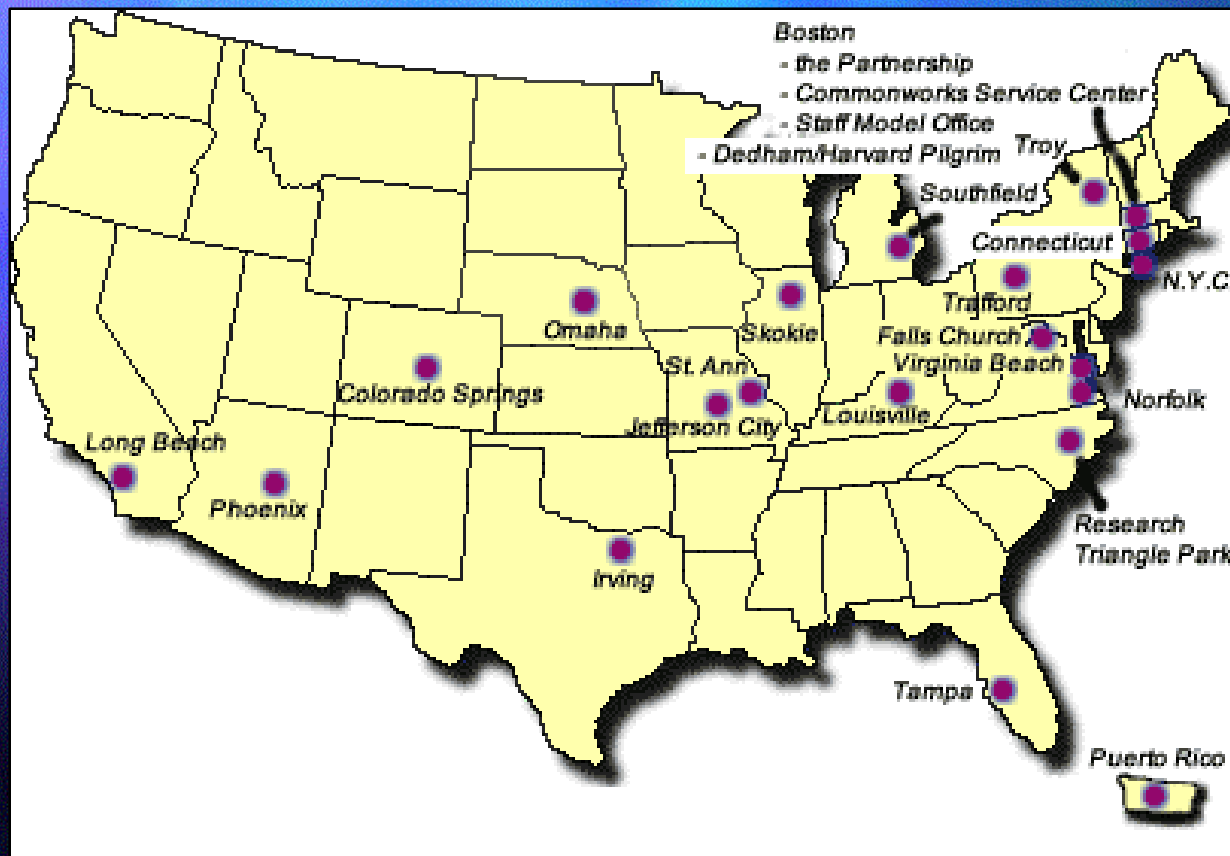 Boston
- the Partnership
- Commonworks Service Center
- Staff Model Office
- Dedham/Harvard Pilgrim
Troy
Southfield
Connecticut
N.Y.C
Trafford
Omaha
Skokie
Falls Church
St. Ann
Virginia Beach
Colorado Springs
Norfolk
Louisville
Jefferson City
Long Beach
Phoenix
Research
Triangle Park
Irving
Tampa
Puerto Rico